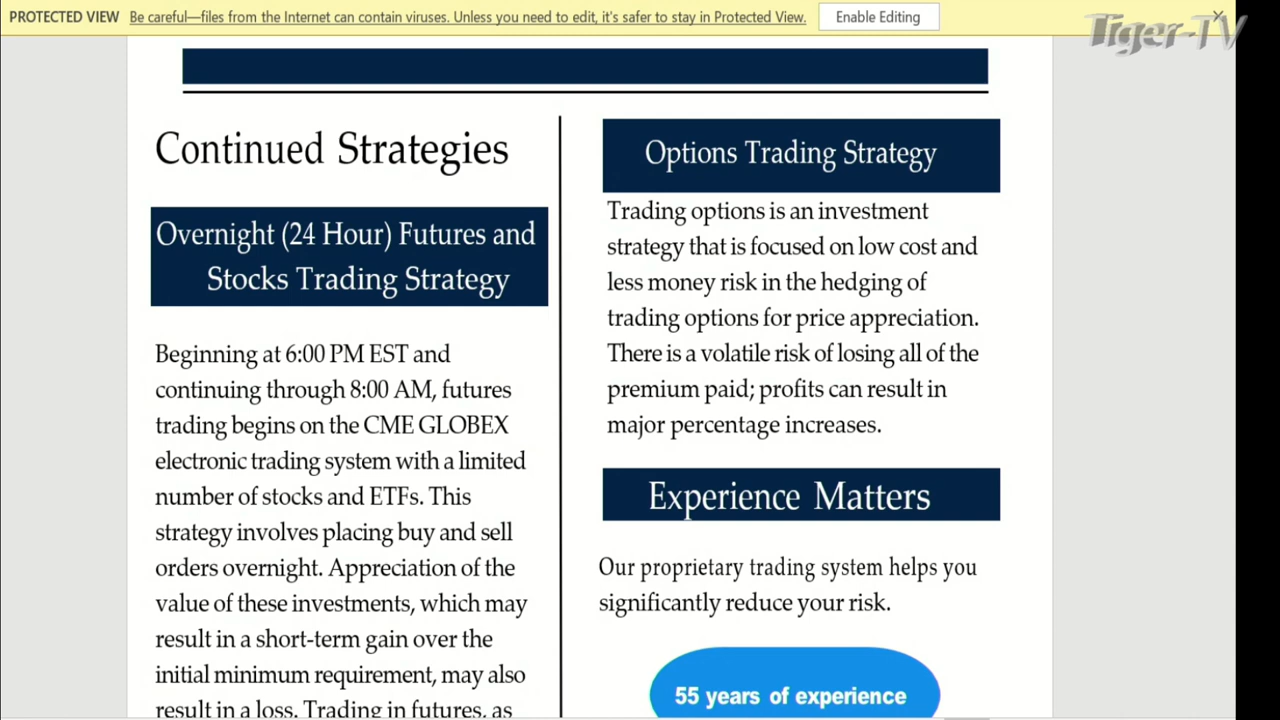 PROTECTED VIEW Be careful—files from the Internet can contain viruses. Unless you need to edit, it's safer to stay in Protected View. Enable Editing
Tiger-TV
Continued Strategies
Overnight (24 Hour) Futures and
Stocks Trading Strategy
Beginning at 6:00 PM EST and
continuing through 8:00 AM, futures
trading begins on the CME GLOBEX
electronic trading system with a limited
number of stocks and ETFs. This
strategy involves placing buy and sell
orders overnight. Appreciation of the
value of these investments, which may
result in a short-term gain over the
initial minimum requirement, may also
result in a loss. Trading in futures, as
Options Trading Strategy
Trading options is an investment
strategy that is focused on low cost and
less money risk in the hedging of
trading options for price appreciation.
There is a volatile risk of losing all of the
premium paid; profits can result in
major percentage increases.
Experience Matters
Our proprietary trading system helps you
significantly reduce your risk.
55 years of experience